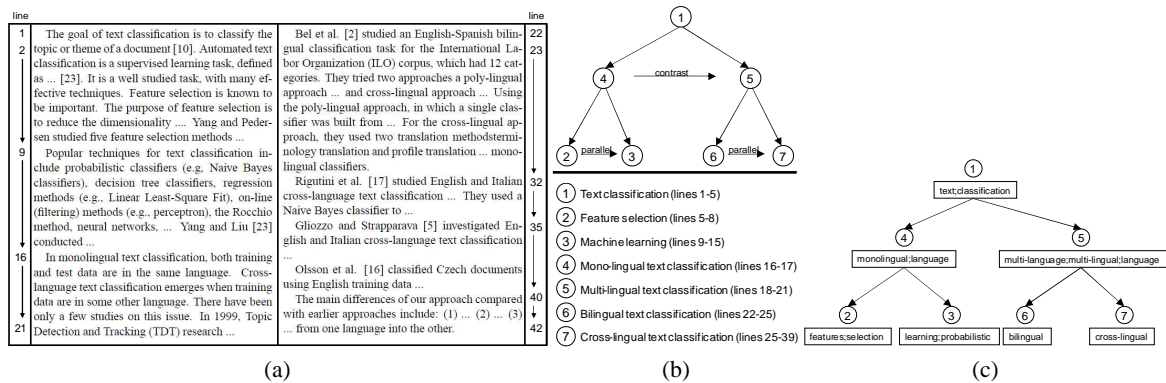 line
1
2
9
16
21
The goal of text classification is to classify the
topic or theme of a document [10]. Automated text
classification is a supervised learning task, defined
as ... [23]. It is a well studied task, with many ef-
fective techniques. Feature selection is known to
be important. The purpose of feature selection is
to reduce the dimensionality .... Yang and Peder-
sen studied five feature selection methods ...
Popular techniques for text classification in-
clude probabilistic classifiers (e.g, Naive Bayes
classifiers), decision tree classifiers, regression
methods (e.g., Linear Least-Square Fit), on-line
(filtering) methods (e.g., perceptron), the Rocchio
method, neural networks, ... Yang and Liu [23]
conducted ...
In monolingual text classification, both training
and test data are in the same language. Cross-
language text classification emerges when training
data are in some other language. There have been
only a few studies on this issue. In 1999, Topic
Detection and Tracking (TDT) research ...
Bel et al. [2] studied an English-Spanish bilin-
gual classification task for the International La-
bor Organization (ILO) corpus, which had 12 cat-
egories. They tried two approaches a poly-lingual
approach ... and cross-lingual approach ... Using
the poly-lingual approach, in which a single clas-
sifier was built from ... For the cross-lingual ap-
proach, they used two translation methodstermi-
nology translation and profile translation ... mono-
lingual classifiers.
Rigutini et al. [17] studied English and Italian
cross-language text classification ... They used a
Naive Bayes classifier to ...
Gliozzo and Strapparava [5] investigated En-
glish and Italian cross-language text classification
...
Olsson et al. [16] classified Czech documents
using English training data ...
The main differences of our approach compared
with earlier approaches include: (1) ... (2) ... (3)
... from one language into the other.
line
22
23
32
35
40
42
(a)
1
4 contrast 5
2 parallel 3 6 parallel 7
1 Text classification (lines 1-5)
2 Feature selection (lines 5-8)
3 Machine learning (lines 9-15)
4 Mono-lingual text classification (lines 16-17)
5 Multi-lingual text classification (lines 18-21)
6 Bilingual text classification (lines 22-25)
7 Cross-lingual text classification (lines 25-39)
(b)
1
text;classification
4 5
monolingual;language multi-language;multi-lingual;language
2 3 6 7
features;selection learning;probabilistic bilingual cross-lingual
(c)